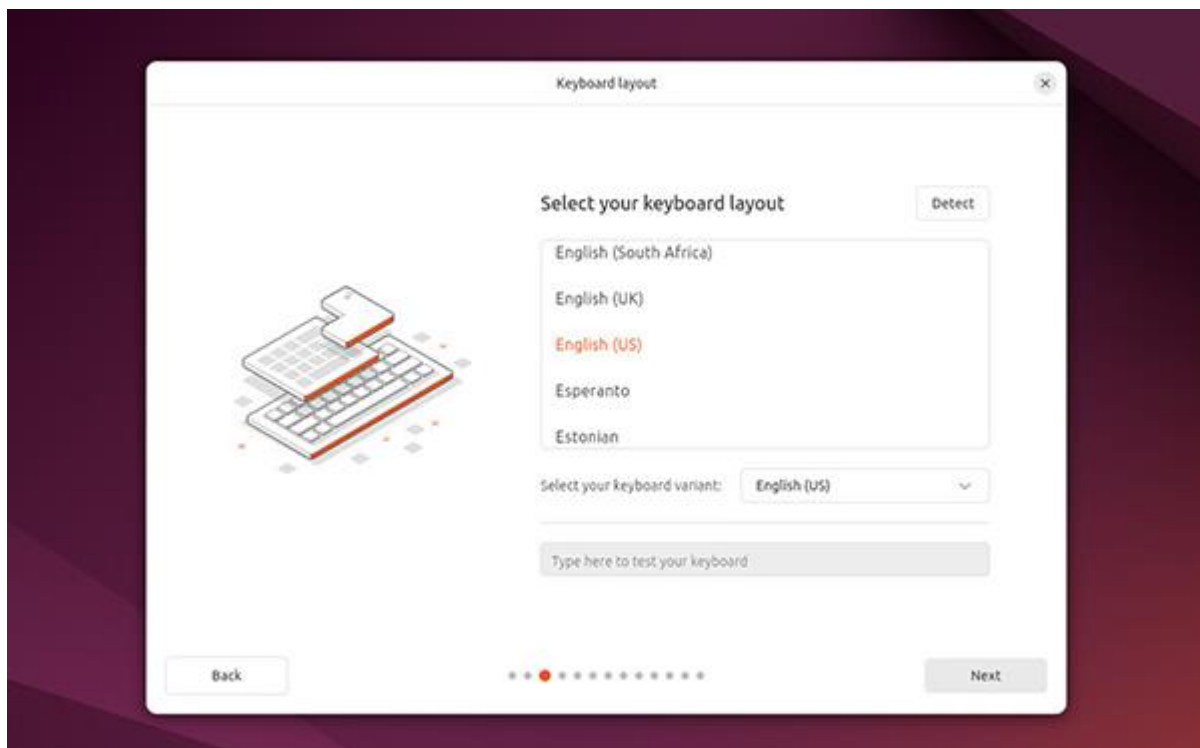 Keyboard layout
Select your keyboard layout
Detect
English (South Africa)
English (UK)
English (US)
Esperanto
Estonian
Select your keyboard variant:
English (US)
Type here to test your keyboard
Back
Next